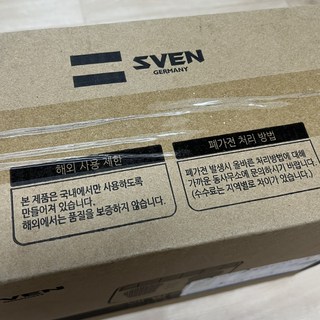 SVEN
GERMANY
해외 사용 제한
본 제품은 국내에서만 사용하도록
만들어져 있습니다.
해외에서는 품질을 보증하지 않습니다.
폐가전 처리 방법
폐가전 발생시 올바른 처리방법에 대해
가까운 동사무소에 문의하시기 바랍니다.
(수수료는 지역별로 차이가 있습니다.)
SVEN